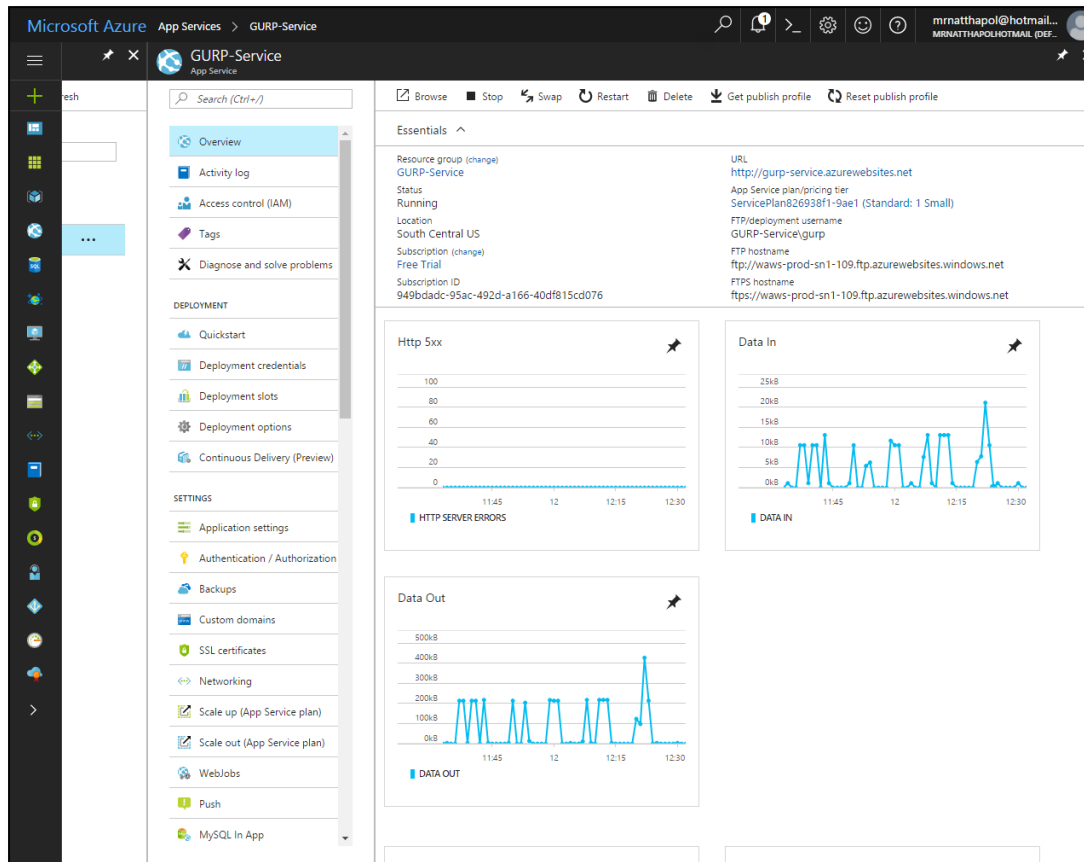 Microsoft Azure App Services > GURP-Service
1
mrnatthapol@hotmail...
MRNATTHAPOLHOTMAIL (DEF...
GURP-Service
App Service
resh
...
Search (Ctrl+/)
Overview
Activity log
Access control (IAM)
Tags
Diagnose and solve problems
DEPLOYMENT
Quickstart
Deployment credentials
Deployment slots
Deployment options
Continuous Delivery (Preview)
SETTINGS
Application settings
Authentication / Authorization
Backups
Custom domains
SSL certificates
Networking
Scale up (App Service plan)
Scale out (App Service plan)
WebJobs
Push
MySQL In App
Browse Stop Swap Restart Delete Get publish profile Reset publish profile
Essentials
Resource group (change)
GURP-Service
Status
Running
Location
South Central US
Subscription (change)
Free Trial
Subscription ID
949bdadc-95ac-492d-a166-40df815cd076
URL
http://gurp-service.azurewebsites.net
App Service plan/pricing tier
ServicePlan826938f1-9ae1 (Standard: 1 Small)
FTP/deployment username
GURP-Service\gurp
FTP hostname
ftp://waws-prod-sn1-109.ftp.azurewebsites.windows.net
FTPS hostname
ftps://waws-prod-sn1-109.ftp.azurewebsites.windows.net
Http 5xx
100
80
60
40
20
0
11:45 12 12:15 12:30
HTTP SERVER ERRORS
Data In
25kB
20kB
15kB
10kB
5kB
0kB
11:45 12 12:15 12:30
DATA IN
Data Out
500kB
400kB
300kB
200kB
100kB
0kB
11:45 12 12:15 12:30
DATA OUT